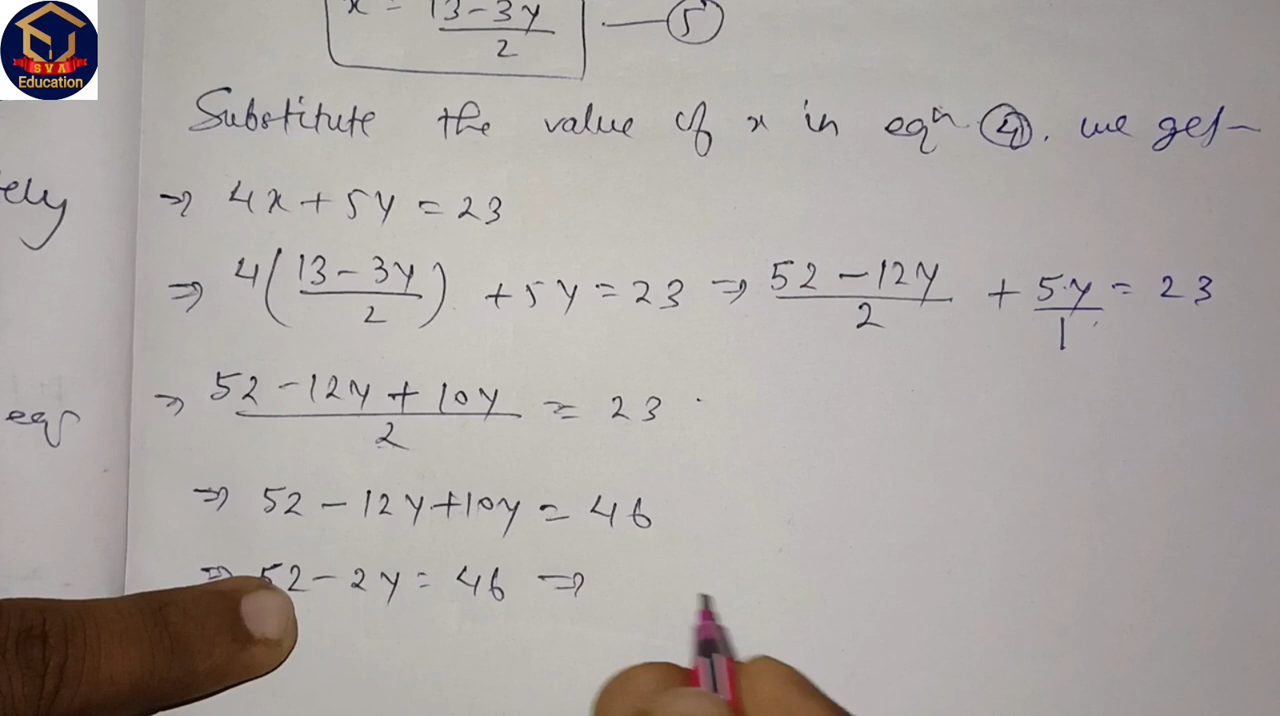 SVA
Education
x = 13-3y/2 —⑤
Substitute the value of x in eqⁿ ④. we get-
ely
⇒ 4x+5y=23
⇒ 4(13-3y/2) +5y=23 ⇒ 52-12y/2 + 5y/1 = 23
eqs
⇒ 52-12y+10y/2 = 23
⇒ 52-12y+10y=46
⇒ 52-2y=46 ⇒